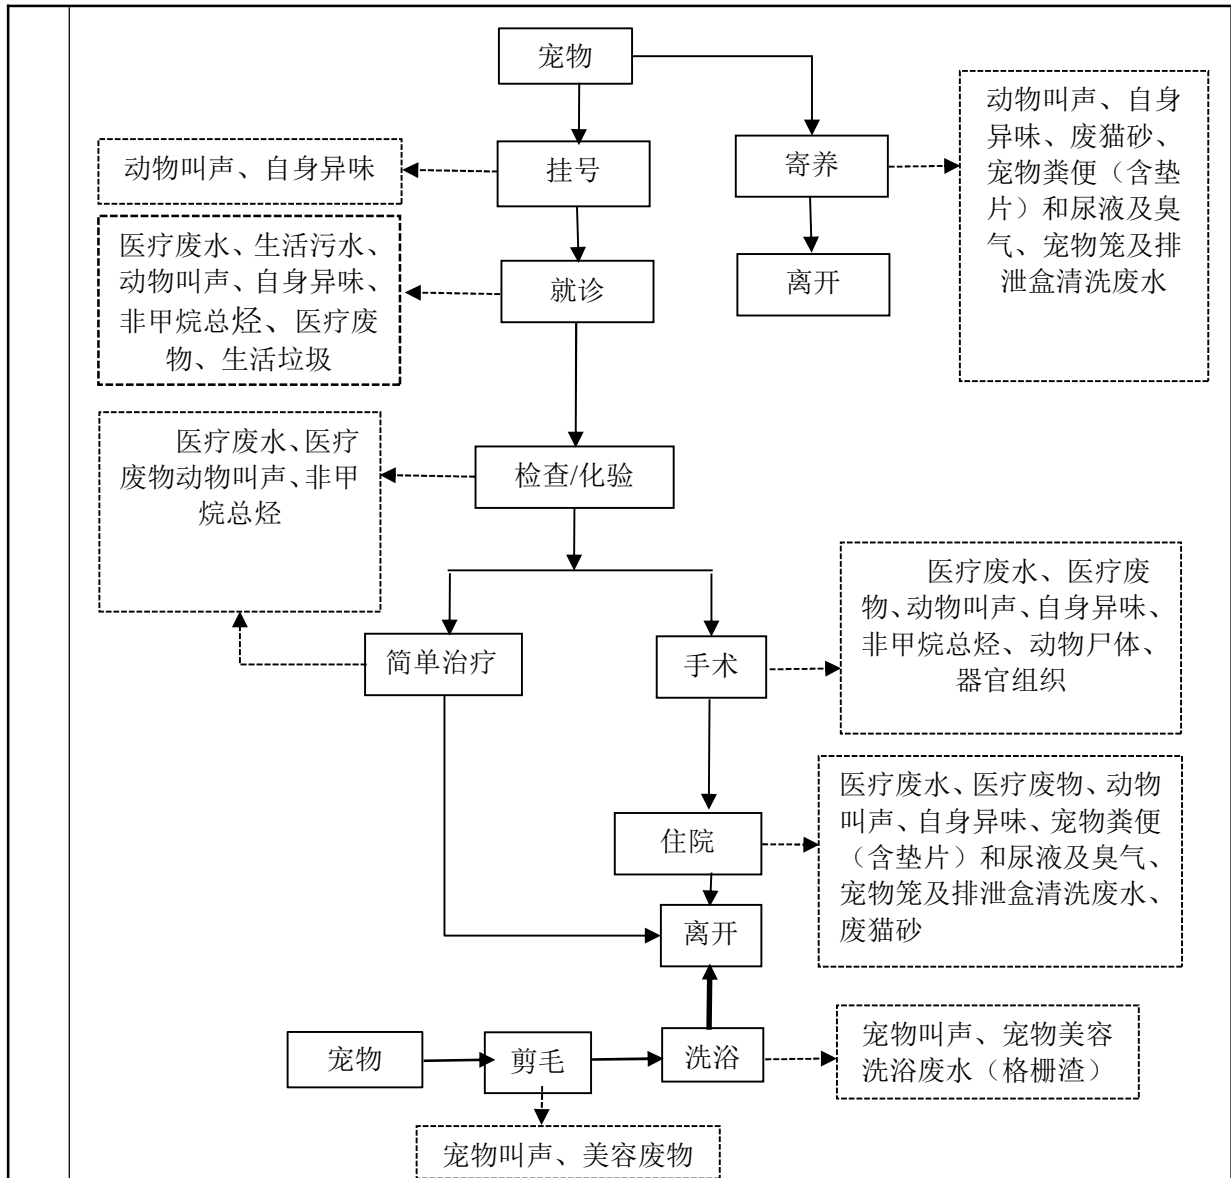 宠物
动物叫声、自身
异味、废猫砂、
宠物粪便（含垫
片）和尿液及臭
气、宠物笼及排
泄盒清洗废水
挂号
动物叫声、自身异味
寄养
离开
就诊
医疗废水、生活污水、
动物叫声、自身异味、
非甲烷总烃、医疗废
物、生活垃圾
检查/化验
医疗废水、医疗
废物动物叫声、非甲
烷总烃
简单治疗
手术
医疗废水、医疗废
物、动物叫声、自身异味、
非甲烷总烃、动物尸体、
器官组织
住院
医疗废水、医疗废物、动物
叫声、自身异味、宠物粪便
（含垫片）和尿液及臭气、
宠物笼及排泄盒清洗废水、
废猫砂
离开
宠物
剪毛
洗浴
宠物叫声、宠物美容
洗浴废水（格栅渣）
宠物叫声、美容废物